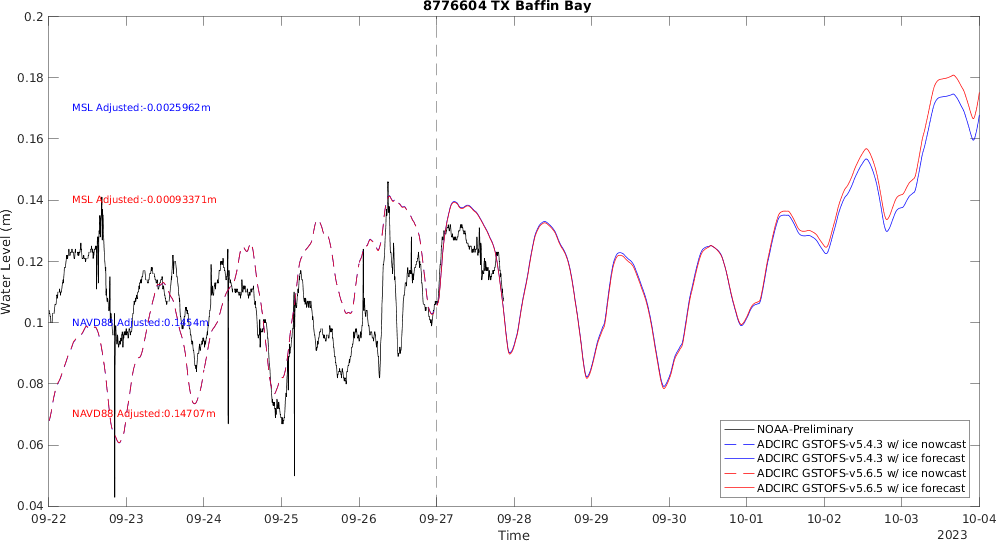 8776604 TX Baffin Bay
0.2
0.18
0.16
0.14
0.12
0.1
0.08
0.06
0.04
Water Level (m)
MSL Adjusted:-0.0025962m
MSL Adjusted:-0.00093371m
NAVD88 Adjusted:0.1454m
NAVD88 Adjusted:0.14707m
NOAA-Preliminary
ADCIRC GSTOFS-v5.4.3 w/ ice nowcast
ADCIRC GSTOFS-v5.4.3 w/ ice forecast
ADCIRC GSTOFS-v5.6.5 w/ ice nowcast
ADCIRC GSTOFS-v5.6.5 w/ ice forecast
09-22 09-23 09-24 09-25 09-26 09-27 09-28 09-29 09-30 10-01 10-02 10-03 10-04
Time
2023